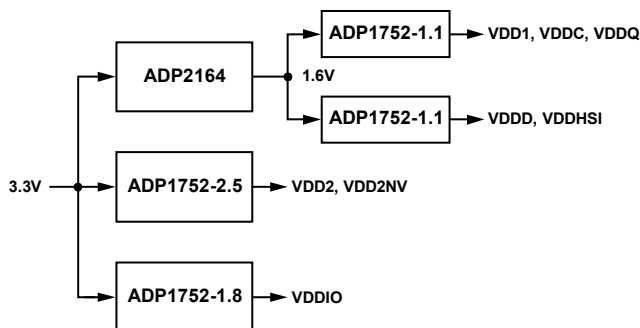 ADP1752-1.1
VDD1, VDDC, VDDQ
ADP2164
1.6V
ADP1752-1.1
VDDD, VDDHSI
3.3V
ADP1752-2.5
VDD2, VDD2NV
ADP1752-1.8
VDDIO